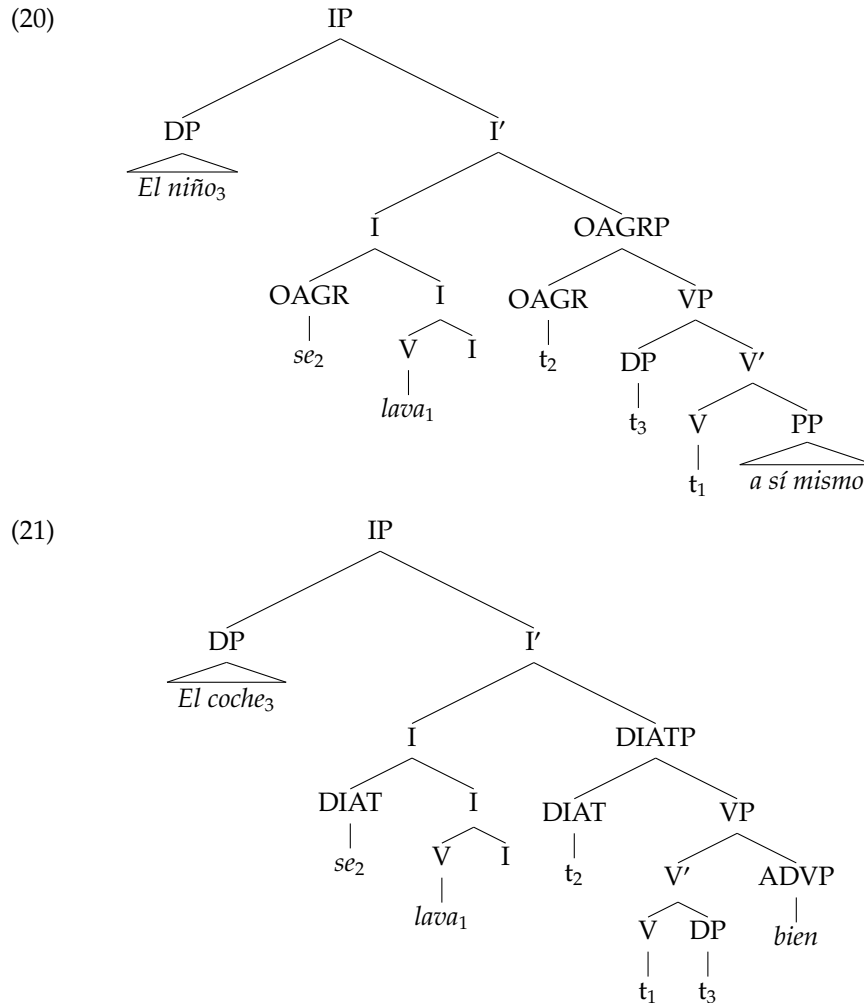 (20) IP
DP I′
El niño₃
I OAGRP
OAGR I OAGR VP
se₂ V I t₂ DP V′
lava₁ t₃ V PP
t₁ a sí mismo
(21) IP
DP I′
El coche₃
I DIATP
DIAT I DIAT VP
se₂ V I t₂ V′ ADVP
lava₁ V DP bien
t₁ t₃